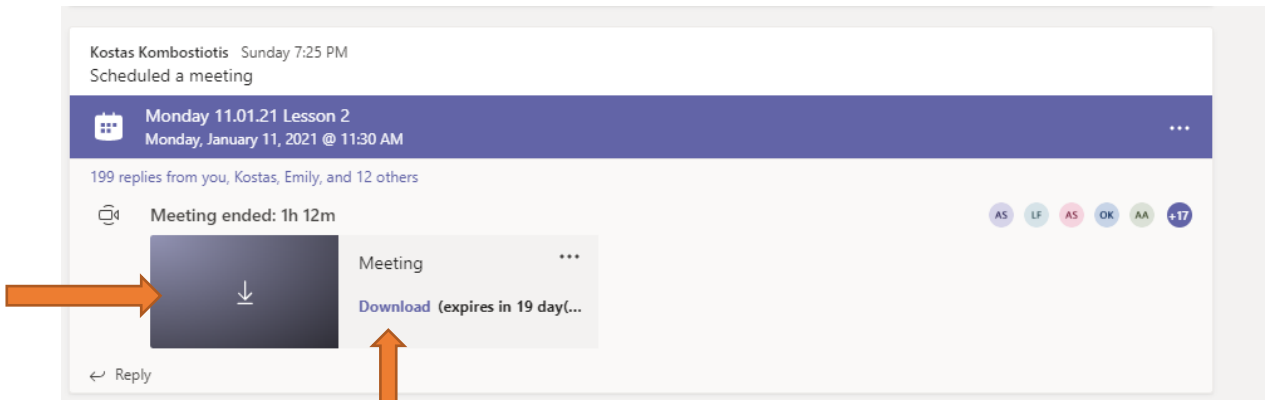 Kostas Kombostiotis Sunday 7:25 PM
Scheduled a meeting
Monday 11.01.21 Lesson 2
Monday, January 11, 2021 @ 11:30 AM
199 replies from you, Kostas, Emily, and 12 others
Meeting ended: 1h 12m
AS LF AS OK AA +17
Meeting
Download (expires in 19 day(...
Reply